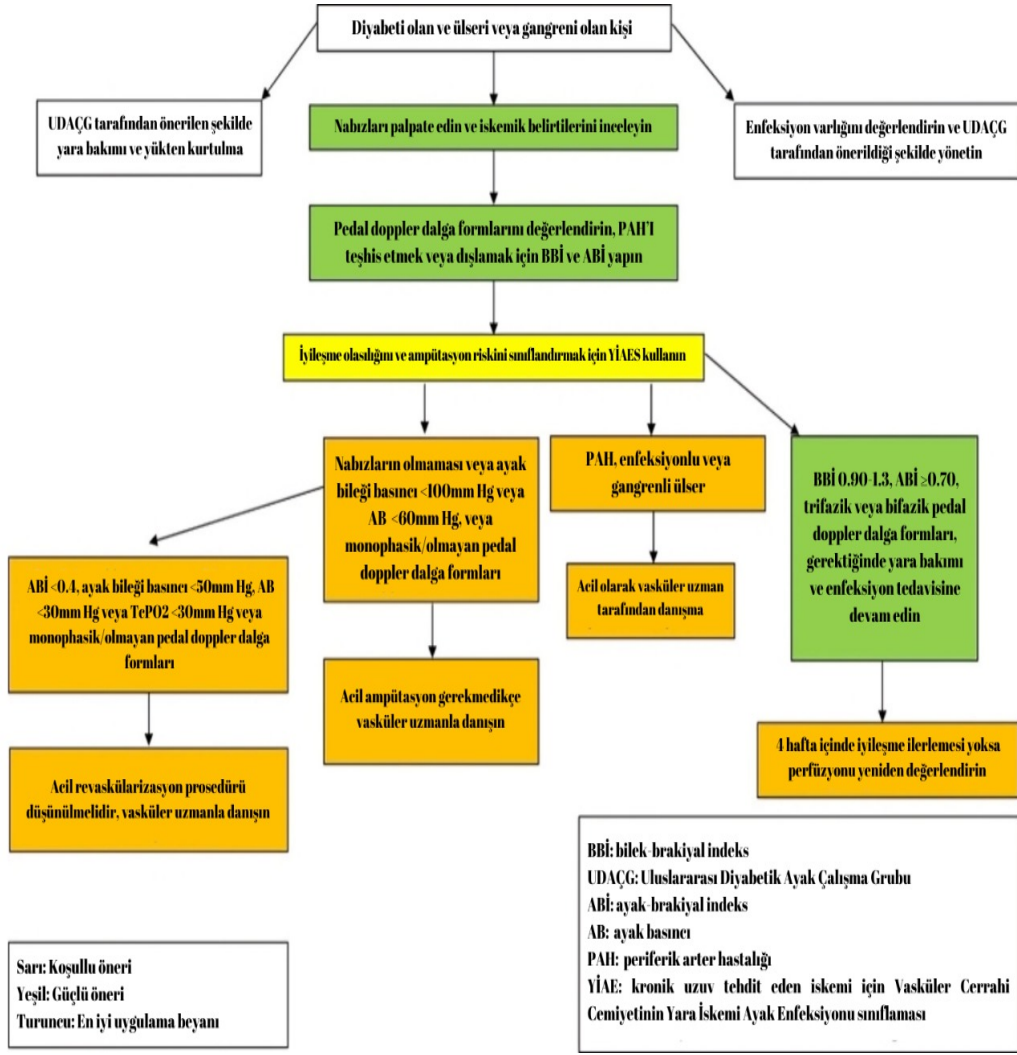 Diyabeti olan ve ülseri veya gangreni olan kişi
UDAÇG tarafından önerilen şekilde
yara bakımı ve yükten kurtulma
Nabızları palpate edin ve iskemik belirtilerini inceleyin
Enfeksiyon varlığını değerlendirin ve UDAÇG
tarafından önerildiği şekilde yönetin
Pedal doppler dalga formlarını değerlendirin, PAH'I
teşhis etmek veya dışlamak için BBİ ve ABİ yapın
İyileşme olasılığını ve ampütasyon riskini sınıflandırmak için YİAES kullanın
Nabızların olmaması veya ayak
bileği basıncı <100mm Hg veya
AB <60mm Hg, veya
monophasik/olmayan pedal
doppler dalga formları
PAH, enfeksiyonlu veya
gangrenli ülser
BBİ 0.90-1.3, ABİ ≥0.70,
trifazik veya bifazik pedal
doppler dalga formları,
gerektiğinde yara bakımı
ve enfeksiyon tedavisine
devam edin
ABİ <0.4, ayak bileği basıncı <50mm Hg, AB
<30mm Hg veya TePO2 <30mm Hg veya
monophasik/olmayan pedal doppler dalga
formları
Acil olarak vasküler uzman
tarafından danışma
Acil ampütasyon gerekmedikçe
vasküler uzmanla danışın
4 hafta içinde iyileşme ilerlemesi yoksa
perfüzyonu yeniden değerlendirin
Acil revaskülarizasyon prosedürü
düşünülmelidir, vasküler uzmanla danışın
BBİ: bilek-brakiyal indeks
UDAÇG: Uluslararası Diyabetik Ayak Çalışma Grubu
ABİ: ayak-brakiyal indeks
AB: ayak basıncı
PAH: periferik arter hastalığı
YİAE: kronik uzuv tehdit eden iskemi için Vasküler Cerrahi
Cemiyetinin Yara İskemi Ayak Enfeksiyonu sınıflaması
Sarı: Koşullu öneri
Yeşil: Güçlü öneri
Turuncu: En iyi uygulama beyanı